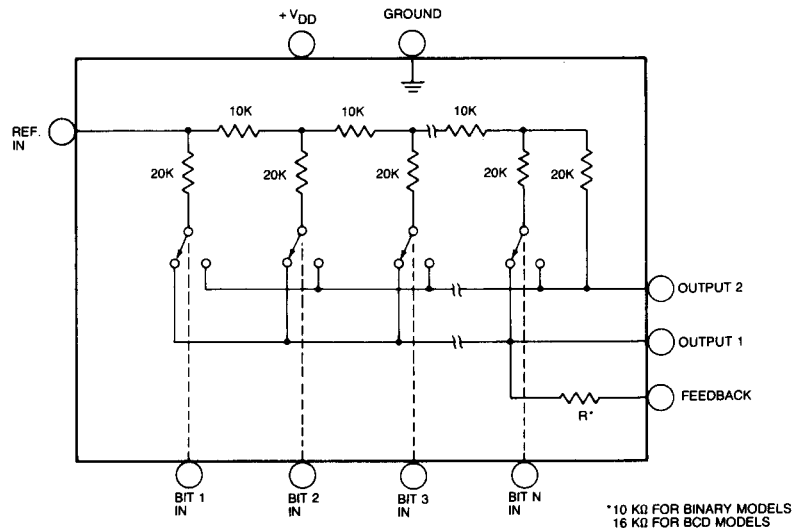 + VDD
GROUND
REF.
IN
10K
10K
10K
20K
20K
20K
20K
20K
OUTPUT 2
OUTPUT 1
FEEDBACK
R*
BIT 1
IN
BIT 2
IN
BIT 3
IN
BIT N
IN
*10 KΩ FOR BINARY MODELS
16 KΩ FOR BCD MODELS